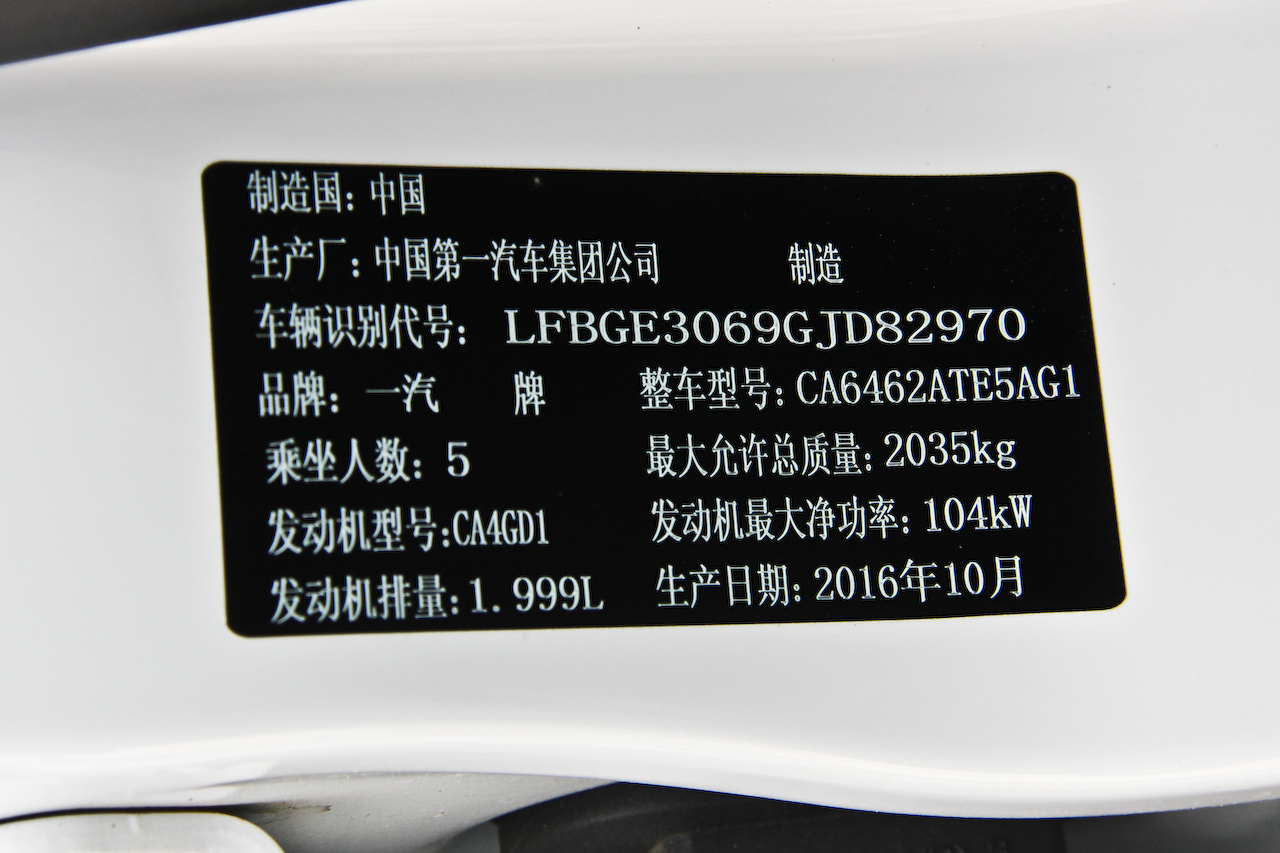 制造国：中国
生产厂：中国第一汽车集团公司 制造
车辆识别代号：LFBGE3069GJD82970
品牌：一汽 牌 整车型号：CA6462ATE5AG1
乘坐人数：5 最大允许总质量：2035kg
发动机型号：CA4GD1 发动机最大净功率：104kW
发动机排量：1.999L 生产日期：2016年10月